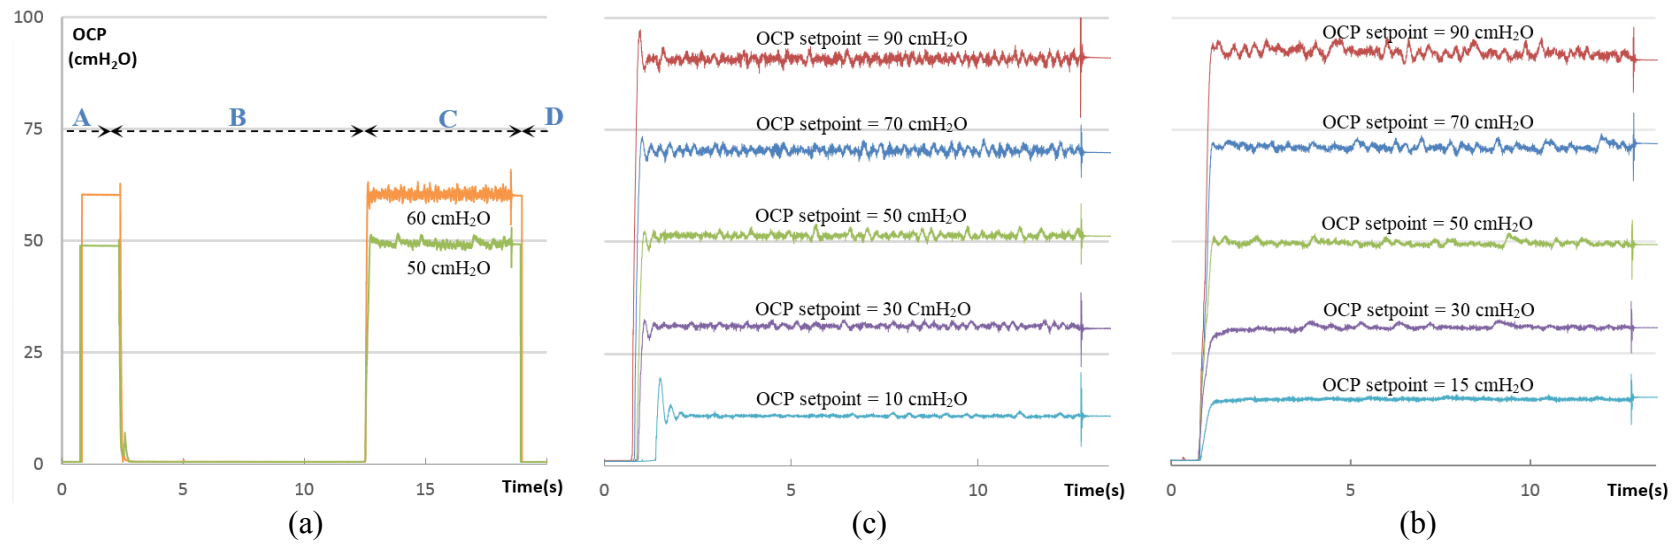 100
OCP
(cmH₂O)
A
B
C
D
75
60 cmH₂O
50
50 cmH₂O
25
0
0
5
10
15
Time(s)
(a)
OCP setpoint = 90 cmH₂O
OCP setpoint = 70 cmH₂O
OCP setpoint = 50 cmH₂O
OCP setpoint = 30 CmH₂O
OCP setpoint = 10 cmH₂O
0
5
10
Time(s)
(c)
OCP setpoint = 90 cmH₂O
OCP setpoint = 70 cmH₂O
OCP setpoint = 50 cmH₂O
OCP setpoint = 30 cmH₂O
OCP setpoint = 15 cmH₂O
0
5
10
Time(s)
(b)